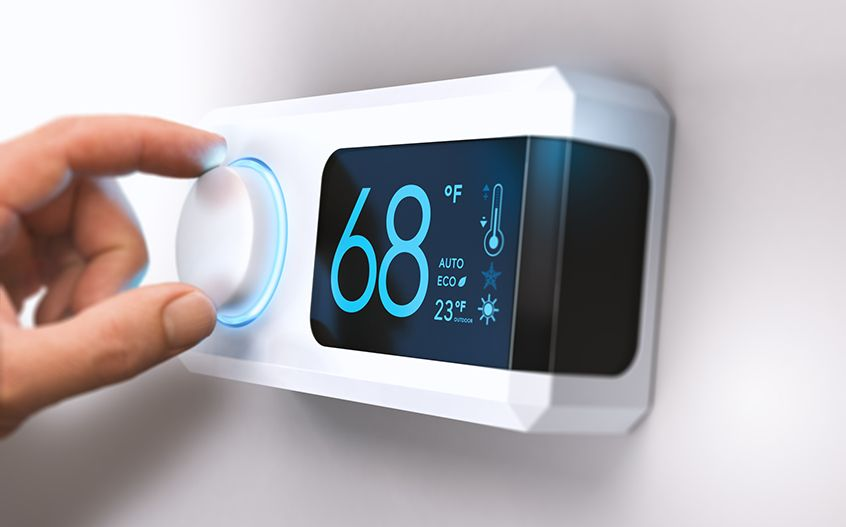 68 °F
AUTO
ECO
23°F
OUTDOOR